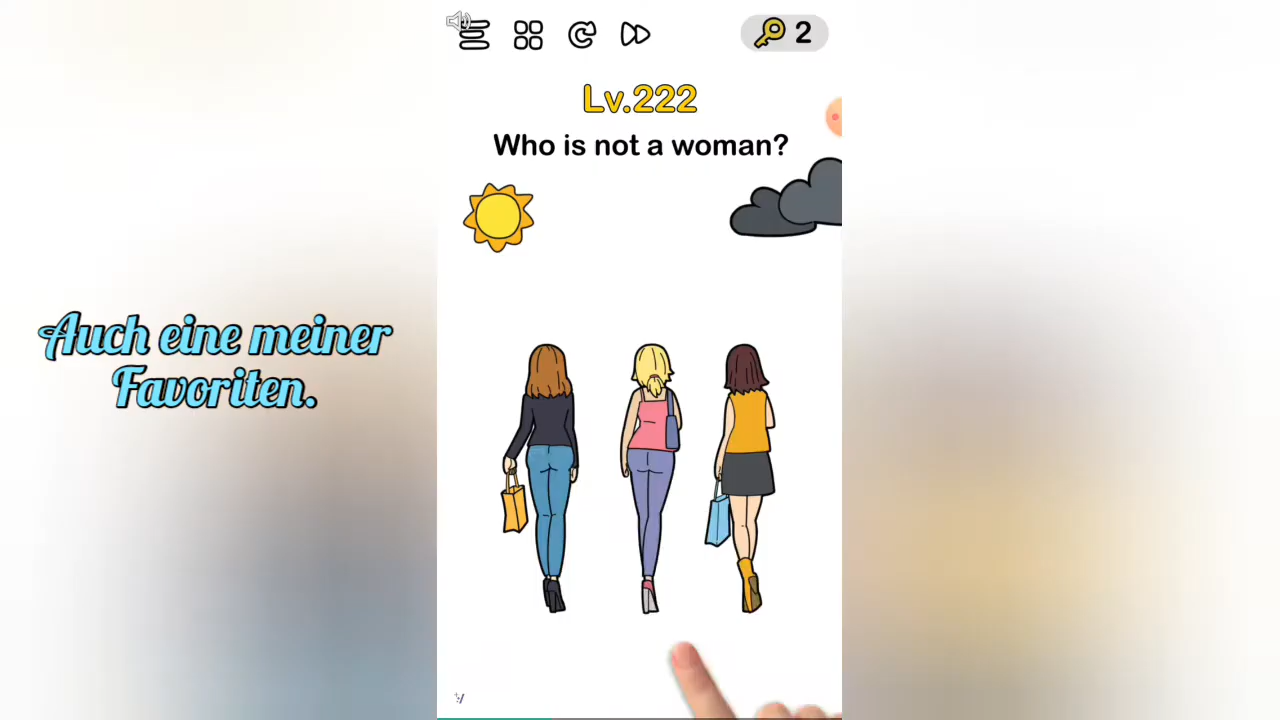 2
Lv.222
Who is not a woman?
Auch eine meiner
Favoriten.